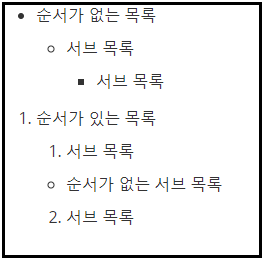 • 순서가 없는 목록
○ 서브 목록
■ 서브 목록
1. 순서가 있는 목록
1. 서브 목록
○ 순서가 없는 서브 목록
2. 서브 목록